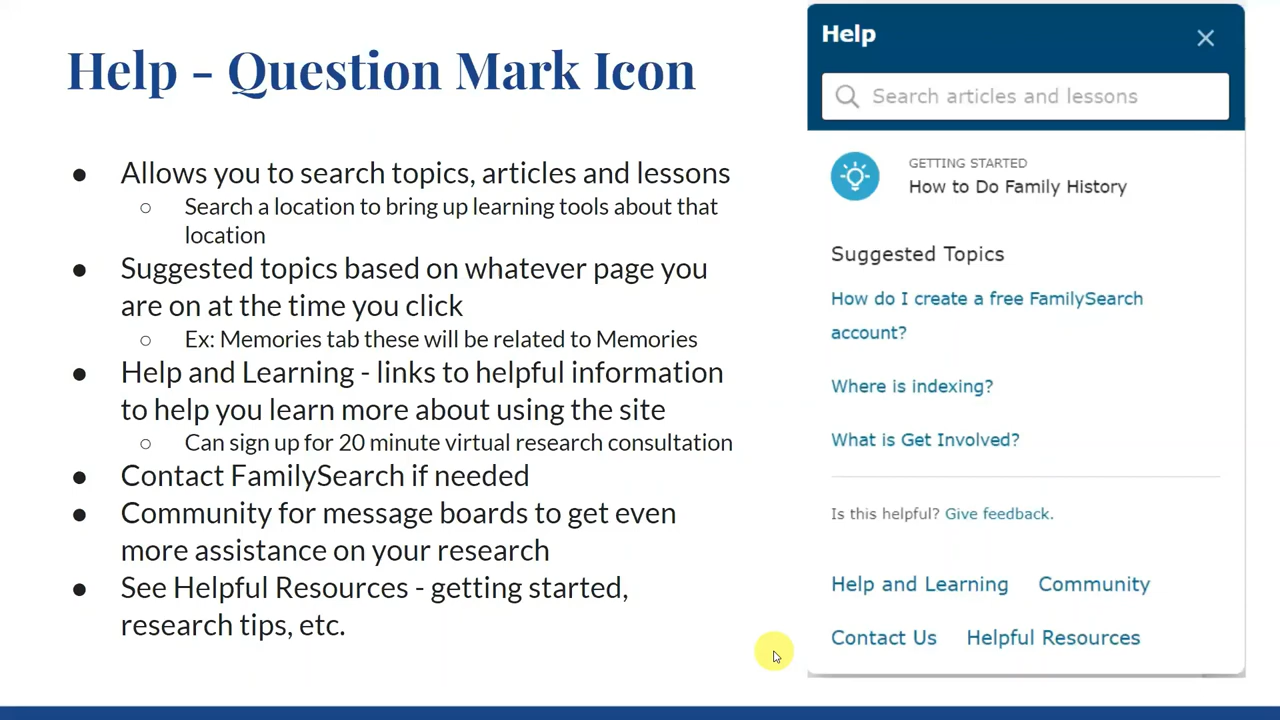 Help - Question Mark Icon
● Allows you to search topics, articles and lessons
○ Search a location to bring up learning tools about that
location
● Suggested topics based on whatever page you
are on at the time you click
○ Ex: Memories tab these will be related to Memories
● Help and Learning - links to helpful information
to help you learn more about using the site
○ Can sign up for 20 minute virtual research consultation
● Contact FamilySearch if needed
● Community for message boards to get even
more assistance on your research
● See Helpful Resources - getting started,
research tips, etc.
Help
Search articles and lessons
GETTING STARTED
How to Do Family History
Suggested Topics
How do I create a free FamilySearch
account?
Where is indexing?
What is Get Involved?
Is this helpful? Give feedback.
Help and Learning Community
Contact Us Helpful Resources